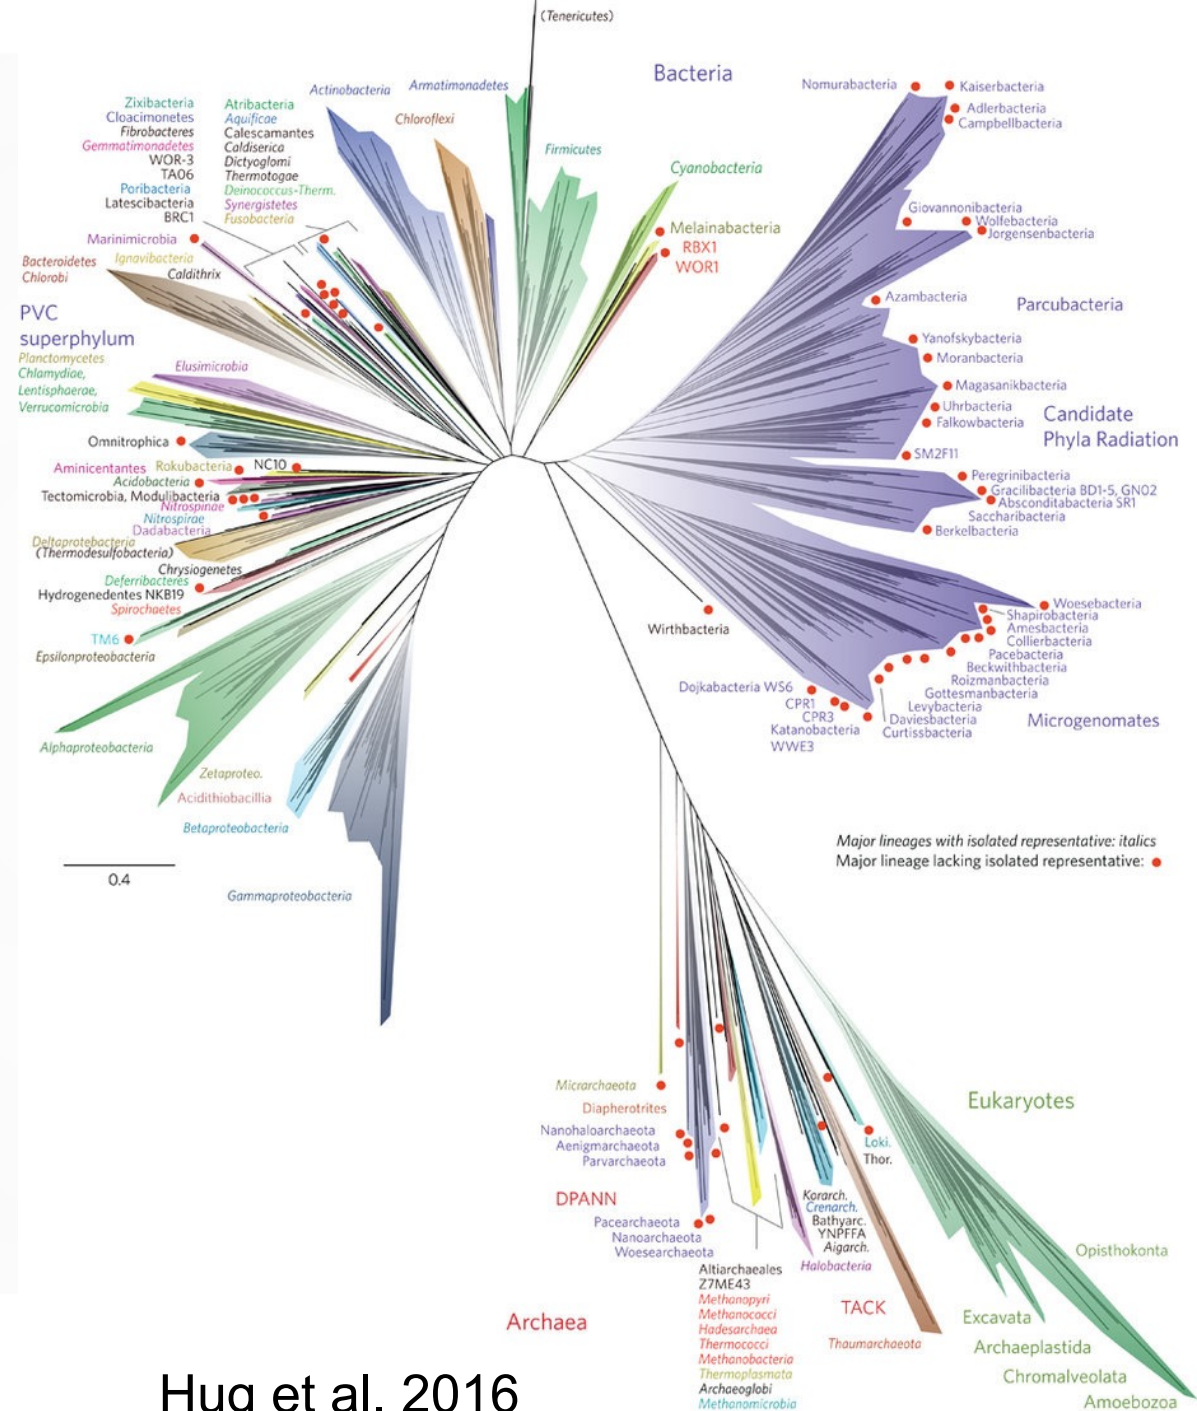 (Tenericutes)
Bacteria
Actinobacteria
Armatimonadetes
Nomurabacteria
Kaiserbacteria
Adlerbacteria
Campbellbacteria
Chloroflexi
Firmicutes
Cyanobacteria
Zixibacteria
Cloacimonetes
Fibrobacteres
Gemmatimonadetes
WOR-3
TA06
Poribacteria
Latescibacteria
BRC1
Atribacteria
Aquificae
Calescamantes
Caldiserica
Dictyoglomi
Thermotogae
Deinococcus-Therm.
Synergistetes
Fusobacteria
Giovannonibacteria
Wolfebacteria
Jorgensenbacteria
Melainabacteria
RBX1
WOR1
Marinimicrobia
Ignavibacteria
Bacteroidetes
Chlorobi
Caldithrix
Azambacteria
Parcubacteria
PVC
superphylum
Planctomycetes
Chlamydiae,
Lentisphaerae,
Verrucomicrobia
Elusimicrobia
Yanofskybacteria
Moranbacteria
Magasanikbacteria
Uhrbacteria
Falkowbacteria
Candidate
Phyla Radiation
SM2F11
Omnitrophica
Aminicentantes
Rokubacteria
NC10
Acidobacteria
Tectomicrobia, Modulibacteria
Nitrospinae
Nitrospirae
Dadabacteria
Deltaprotebacteria
(Thermodesulfobacteria)
Chrysiogenetes
Deferribacteres
Hydrogenedentes NKB19
Spirochaetes
TM6
Epsilonproteobacteria
Peregrinibacteria
Gracilibacteria BD1-5, GN02
Absconditabacteria SR1
Saccharibacteria
Berkelbacteria
Woesebacteria
Shapirobacteria
Amesbacteria
Collierbacteria
Pacebacteria
Beckwithbacteria
Roizmanbacteria
Gottesmanbacteria
Levybacteria
Daviesbacteria
Curtissbacteria
Microgenomates
Wirthbacteria
Dojkabacteria WS6
CPR1
CPR3
Katanobacteria
WWE3
Alphaproteobacteria
Zetaproteo.
Acidithiobacillia
Betaproteobacteria
Gammaproteobacteria
0.4
Major lineages with isolated representative: italics
Major lineage lacking isolated representative:
Micrarchaeota
Diapherotrites
Nanohaloarchaeota
Aenigmarchaeota
Parvarchaeota
DPANN
Pacearchaeota
Nanoarchaeota
Woesearchaeota
Archaea
Altiarchaeales
Z7ME43
Methanopyri
Methanococci
Hadesarchaea
Thermococci
Methanobacteria
Thermoplasmata
Archaeoglobi
Methanomicrobia
Halobacteria
Korarch.
Crenarch.
Bathyarc.
YNPFFA
Aigarch.
Loki.
Thor.
TACK
Thaumarchaeota
Eukaryotes
Opisthokonta
Excavata
Archaeplastida
Chromalveolata
Amoebozoa
Hug et al. 2016